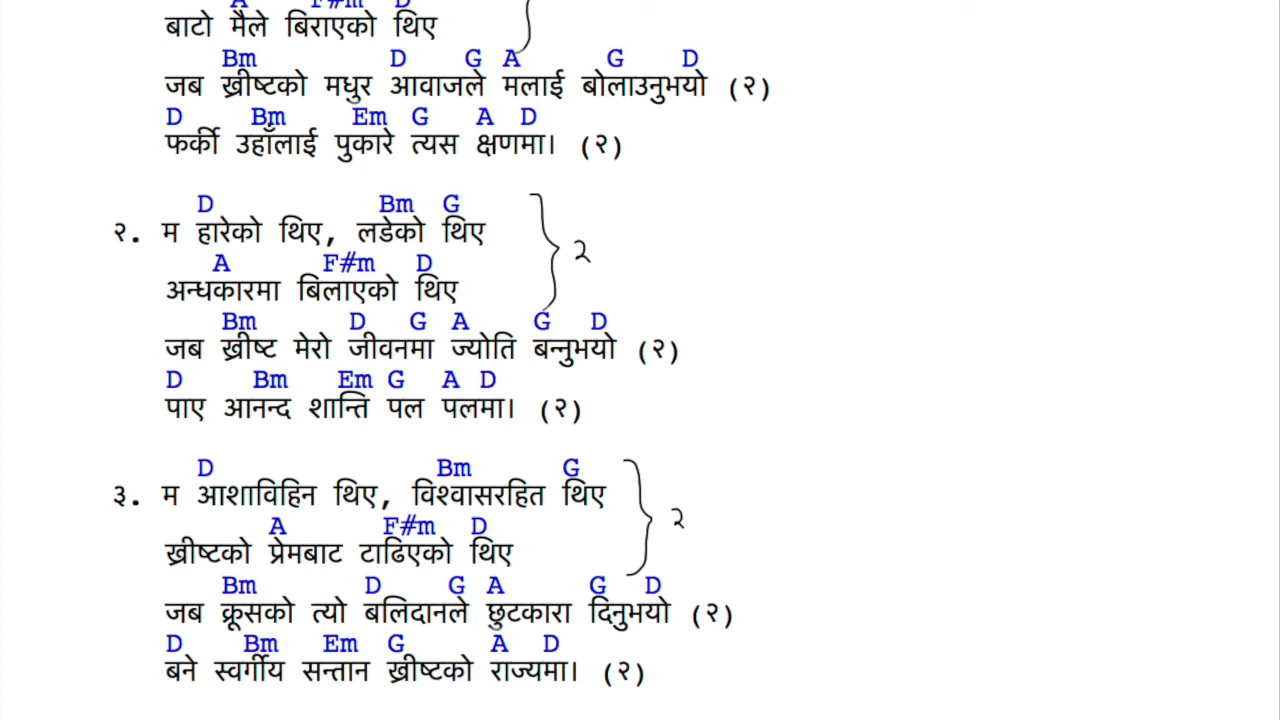 A F#m D
बाटो मैले बिराएको थिए
Bm D G A G D
जब ख्रीष्टको मधुर आवाजले मलाई बोलाउनुभयो (२)
D Bm Em G A D
फर्की उहाँलाई पुकारे त्यस क्षणमा। (२)
D Bm G
२. म हारेको थिए, लडेको थिए
२
A F#m D
अन्धकारमा बिलाएको थिए
Bm D G A G D
जब ख्रीष्ट मेरो जीवनमा ज्योति बन्नुभयो (२)
D Bm Em G A D
पाए आनन्द शान्ति पल पलमा। (२)
D Bm G
३. म आशाविहिन थिए, विश्वासरहित थिए
२
A F#m D
ख्रीष्टको प्रेमबाट टाढिएको थिए
Bm D G A G D
जब क्रूसको त्यो बलिदानले छुटकारा दिनुभयो (२)
D Bm Em G A D
बने स्वर्गीय सन्तान ख्रीष्टको राज्यमा। (२)